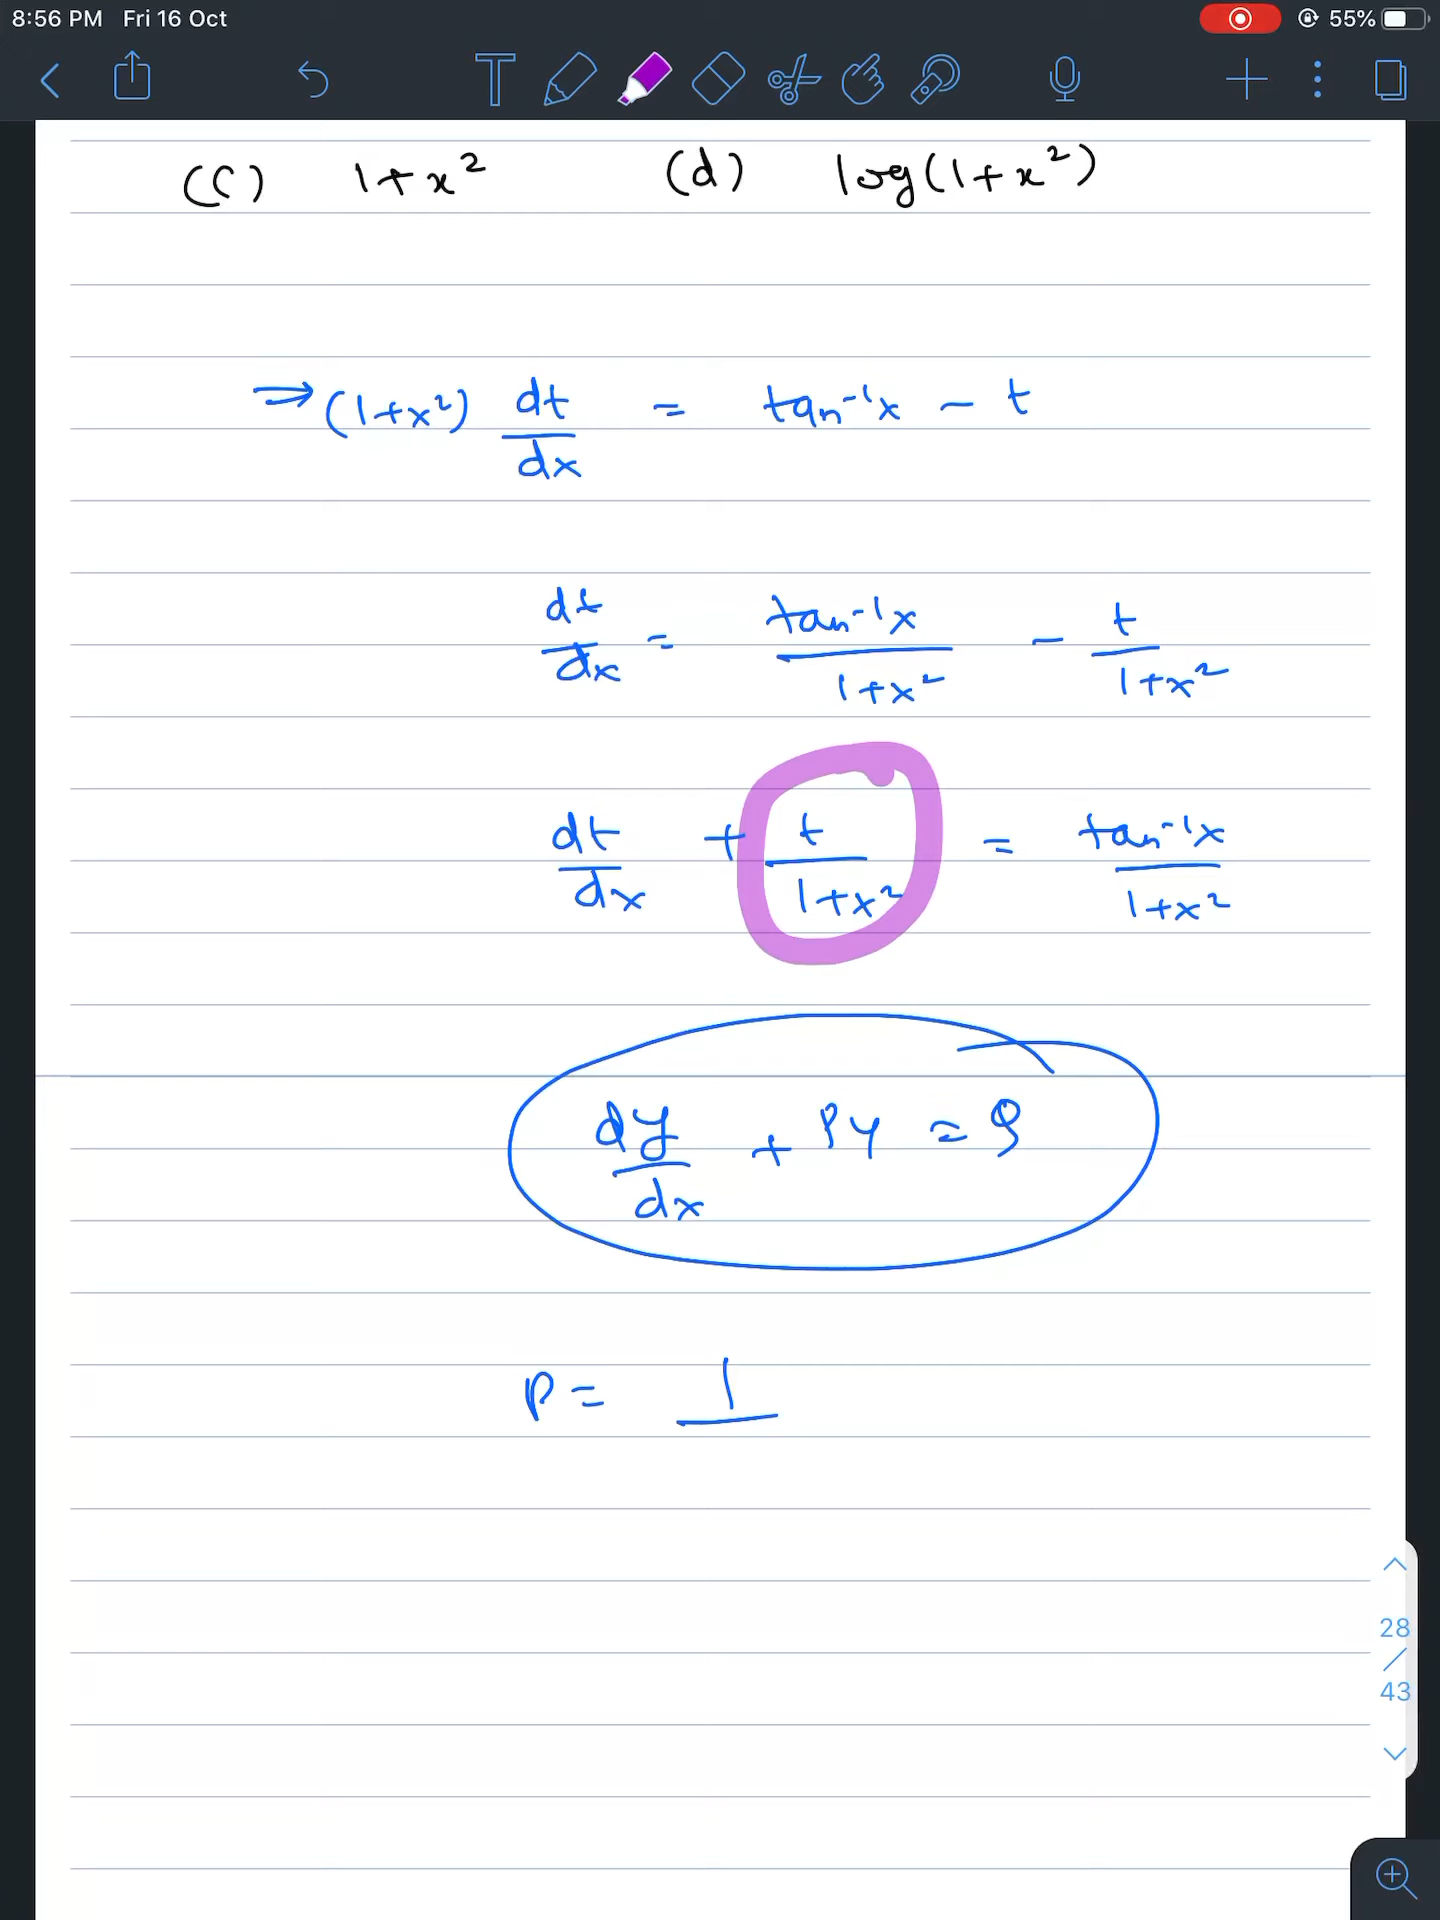 8:56 PM Fri 16 Oct 55%
T
(c) 1+x² (d) log(1+x²)
⇒ (1+x²) dt/dx = tan⁻¹x − t
dt/dx = tan⁻¹x/1+x² − t/1+x²
dt/dx + t/1+x² = tan⁻¹x/1+x²
dy/dx + Py = Q
P = 1
28
/
43